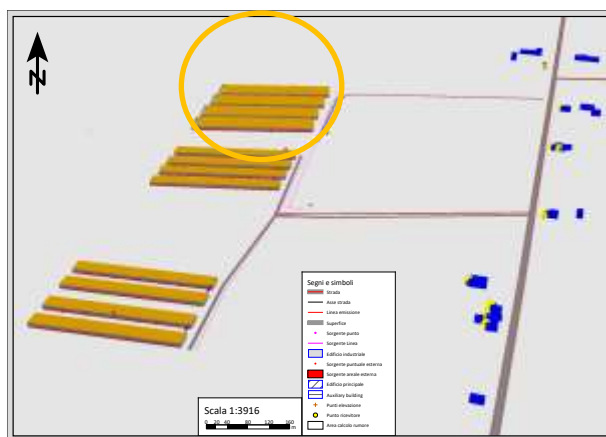 N
Segni e simboli
Strada
Asse strada
Linea emissione
Superfice
Sorgente punto
Sorgente Linea
Edificio industriale
Sorgente puntuale esterna
Sorgente areale esterna
Edificio principale
Auxiliary building
Punti elevazione
Punto ricevitore
Area calcolo rumore
Scala 1:3916
0 20 40 80 120 160
m